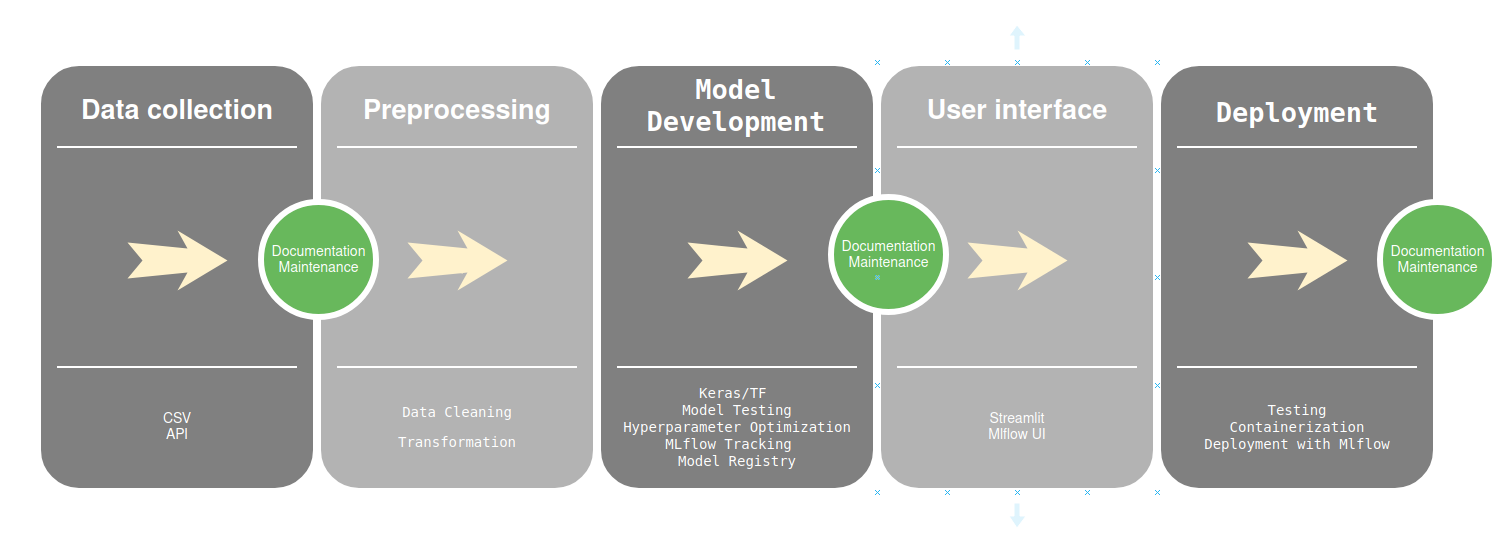 Data collection
Preprocessing
Model
Development
User interface
Deployment
Documentation
Maintenance
Documentation
Maintenance
Documentation
Maintenance
CSV
API
Data Cleaning
Transformation
Keras/TF
Model Testing
Hyperparameter Optimization
MLflow Tracking
Model Registry
Streamlit
Mlflow UI
Testing
Containerization
Deployment with Mlflow